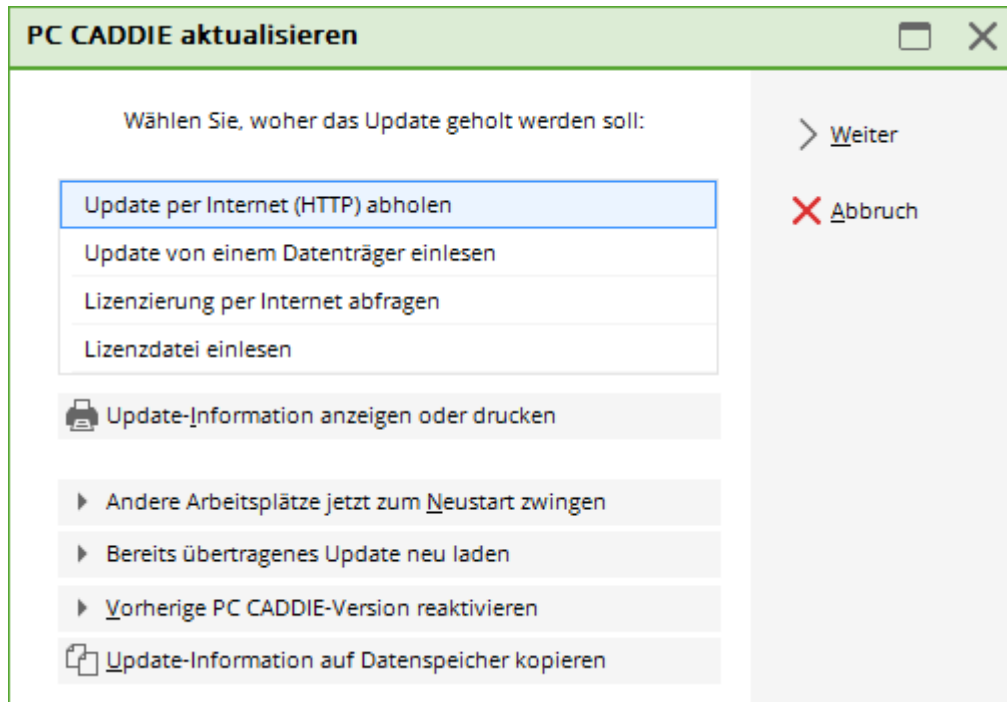 PC CADDIE aktualisieren
Wählen Sie, woher das Update geholt werden soll:
Update per Internet (HTTP) abholen
Update von einem Datenträger einlesen
Lizenzierung per Internet abfragen
Lizenzdatei einlesen
Update-Information anzeigen oder drucken
Andere Arbeitsplätze jetzt zum Neustart zwingen
Bereits übertragenes Update neu laden
Vorherige PC CADDIE-Version reaktivieren
Update-Information auf Datenspeicher kopieren
Weiter
Abbruch